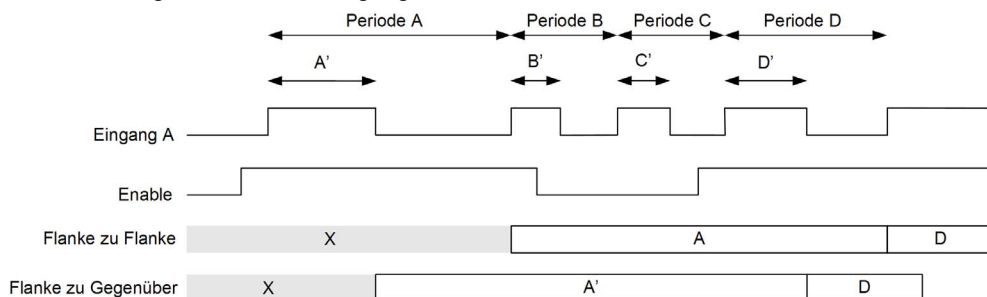 Periode A Periode B Periode C Periode D
A’ B’ C’ D’
Eingang A
Enable
Flanke zu Flanke X A D
Flanke zu Gegenüber X A’ D